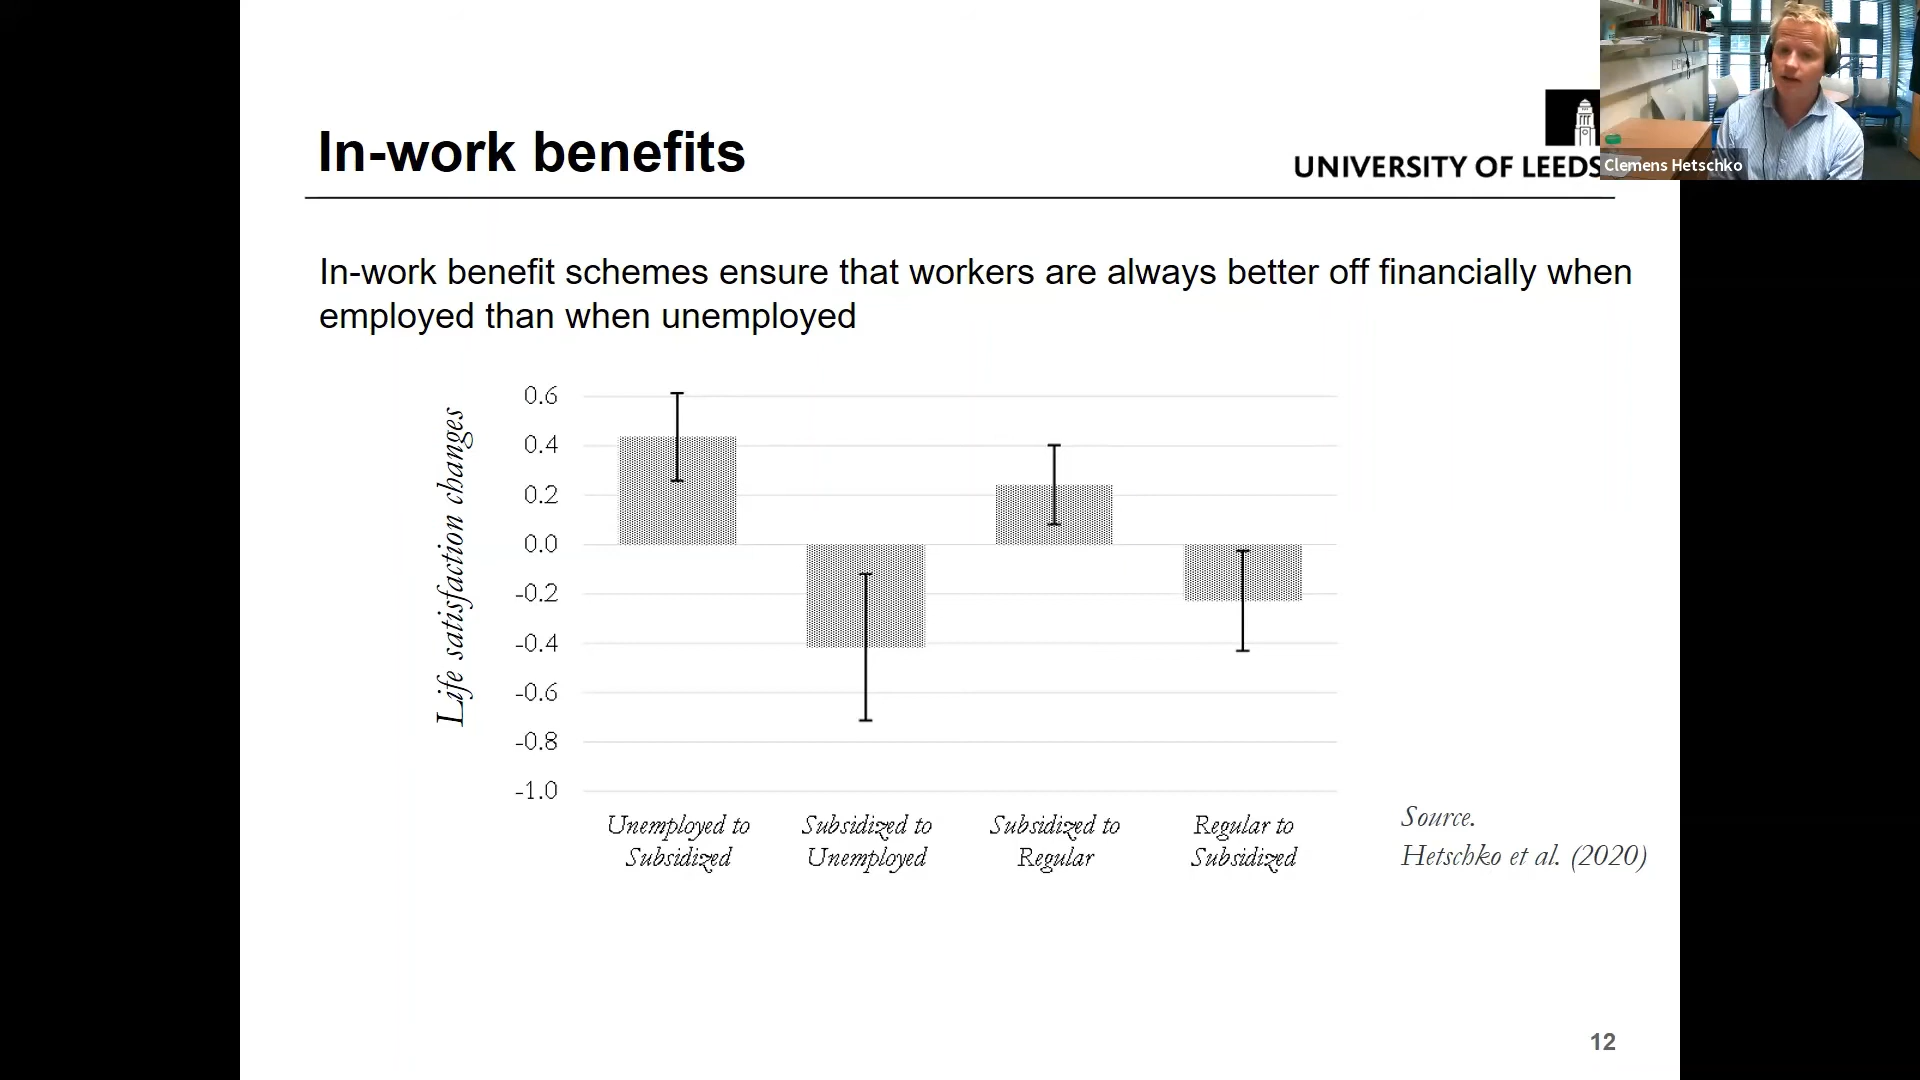 In-work benefits
UNIVERSITY OF LEEDS
Clemens Hetschko
In-work benefit schemes ensure that workers are always better off financially when
employed than when unemployed
Life satisfaction changes
0.6
0.4
0.2
0.0
-0.2
-0.4
-0.6
-0.8
-1.0
Unemployed to
Subsidized
Subsidized to
Unemployed
Subsidized to
Regular
Regular to
Subsidized
Source.
Hetschko et al. (2020)
12